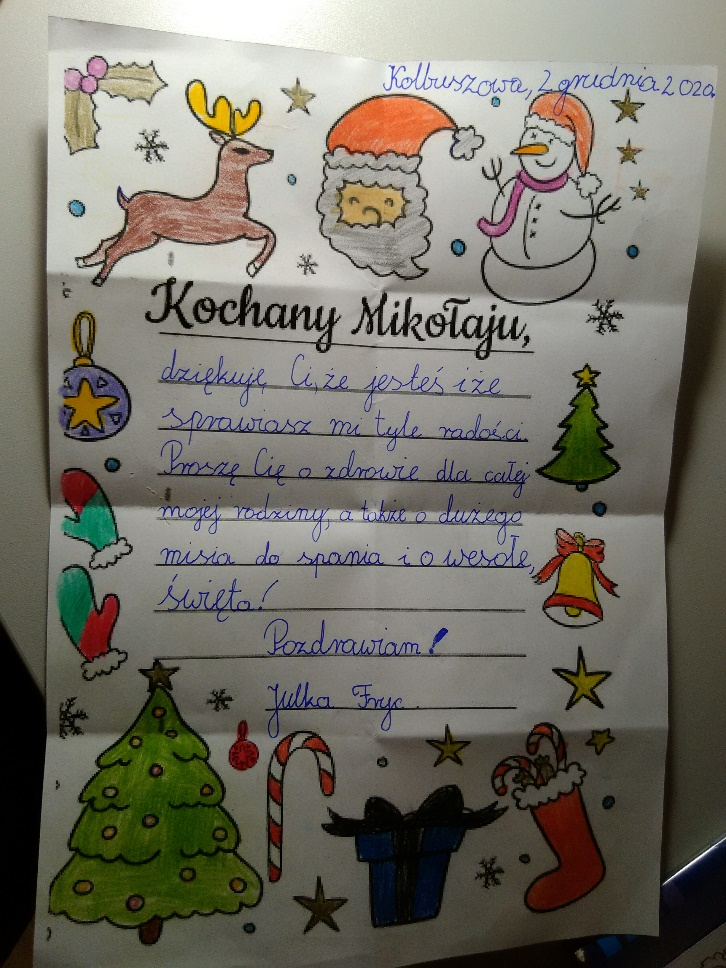 Kolbuszowa, 2 grudnia 2020
Kochany Mikołaju,
dziękuję Ci, że jesteś i że
sprawiasz mi tyle radości.
Proszę Cię o zdrowie dla całej
mojej rodziny, a także o dużego
misia do spania i o wesołe,
święta!
Pozdrawiam!
Julka Fryc